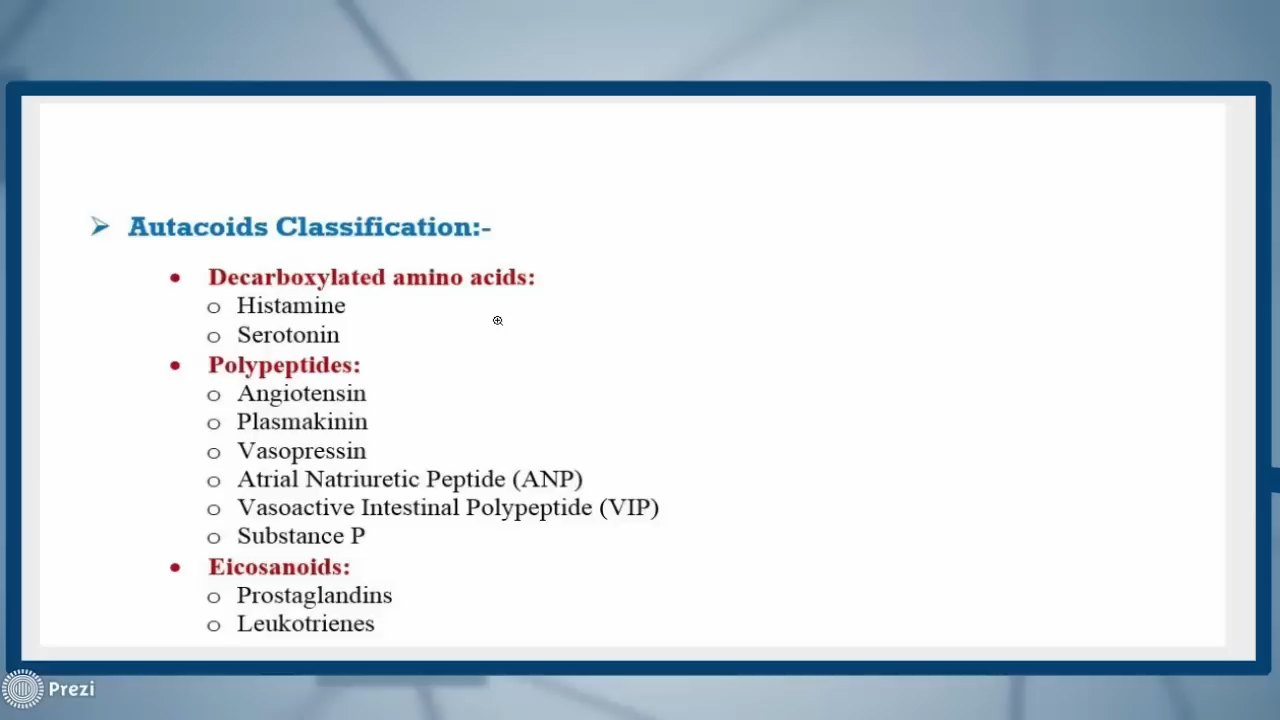 ➢ Autacoids Classification:-
• Decarboxylated amino acids:
o Histamine
o Serotonin
• Polypeptides:
o Angiotensin
o Plasmakinin
o Vasopressin
o Atrial Natriuretic Peptide (ANP)
o Vasoactive Intestinal Polypeptide (VIP)
o Substance P
• Eicosanoids:
o Prostaglandins
o Leukotrienes
Prezi